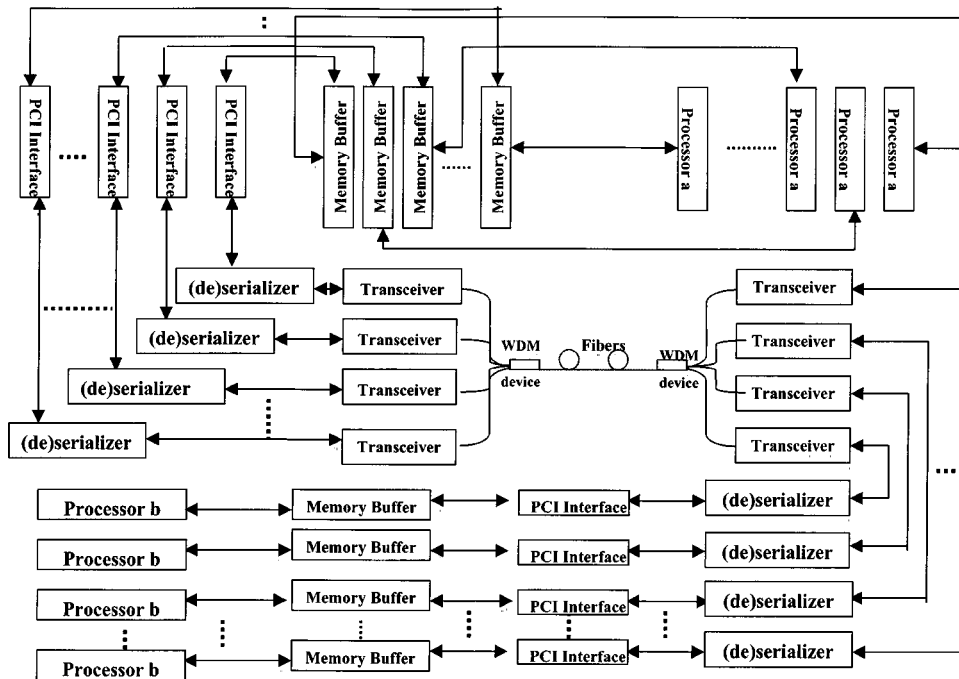 PCI Interface
PCI Interface
PCI Interface
PCI Interface
Memory Buffer
Memory Buffer
Memory Buffer
Memory Buffer
Processor a
Processor a
Processor a
Processor a
(de)serializer
Transceiver
Transceiver
(de)serializer
Transceiver
WDM
Fibers
WDM
Transceiver
(de)serializer
Transceiver
device
device
Transceiver
(de)serializer
Transceiver
Transceiver
Processor b
Memory Buffer
PCI Interface
(de)serializer
Processor b
Memory Buffer
PCI Interface
(de)serializer
Processor b
Memory Buffer
PCI Interface
(de)serializer
Processor b
Memory Buffer
PCI Interface
(de)serializer